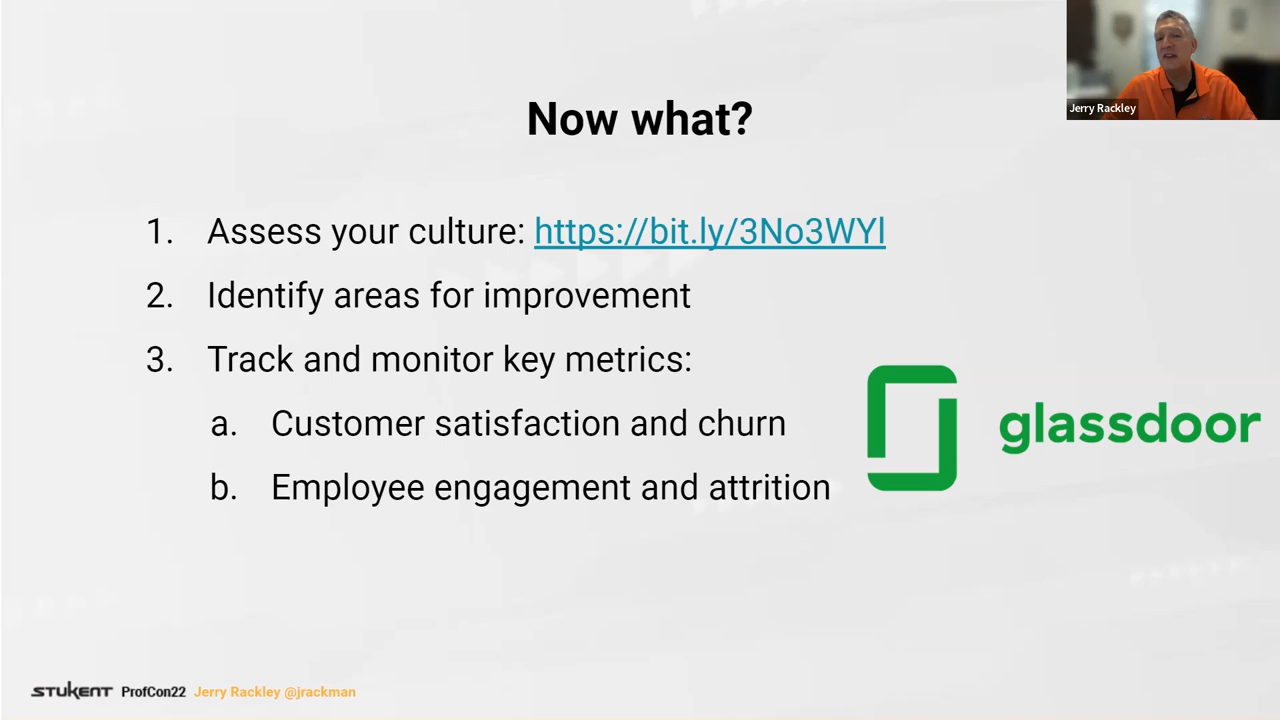 Jerry Rackley
Now what?
1. Assess your culture: https://bit.ly/3No3WYl
2. Identify areas for improvement
3. Track and monitor key metrics:
a. Customer satisfaction and churn
b. Employee engagement and attrition
glassdoor
STUKENT ProfCon22 Jerry Rackley @jrackman